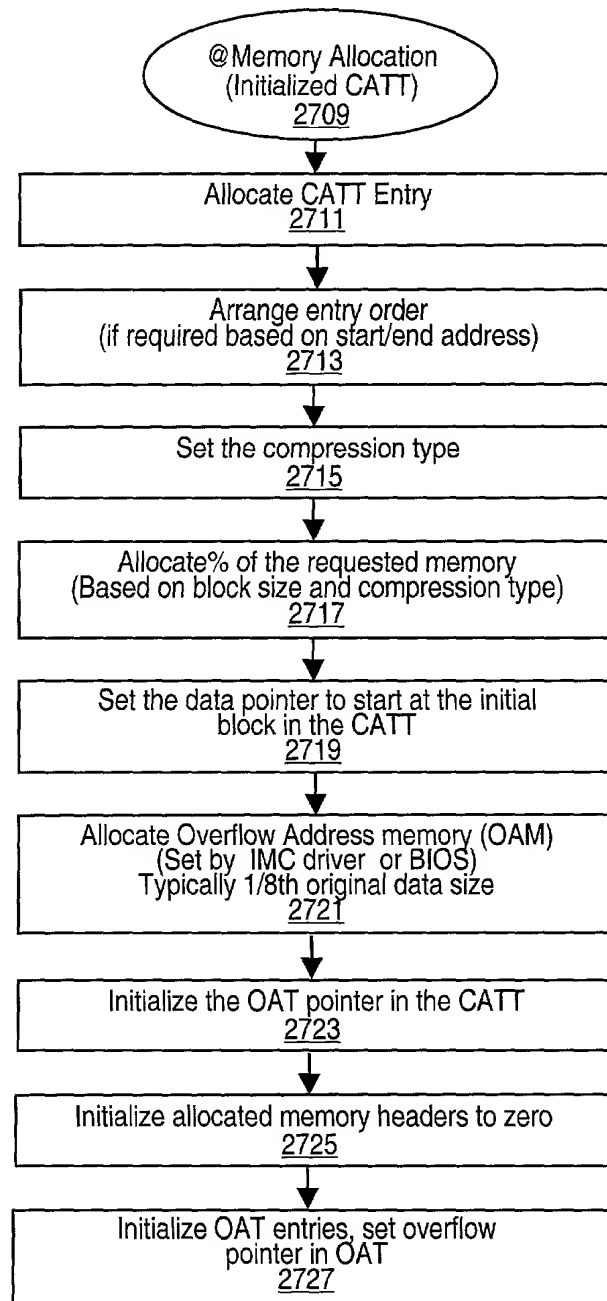 @Memory Allocation
(Initialized CATT)
2709
Allocate CATT Entry
2711
Arrange entry order
(if required based on start/end address)
2713
Set the compression type
2715
Allocate% of the requested memory
(Based on block size and compression type)
2717
Set the data pointer to start at the initial
block in the CATT
2719
Allocate Overflow Address memory (OAM)
(Set by IMC driver or BIOS)
Typically 1/8th original data size
2721
Initialize the OAT pointer in the CATT
2723
Initialize allocated memory headers to zero
2725
Initialize OAT entries, set overflow
pointer in OAT
2727